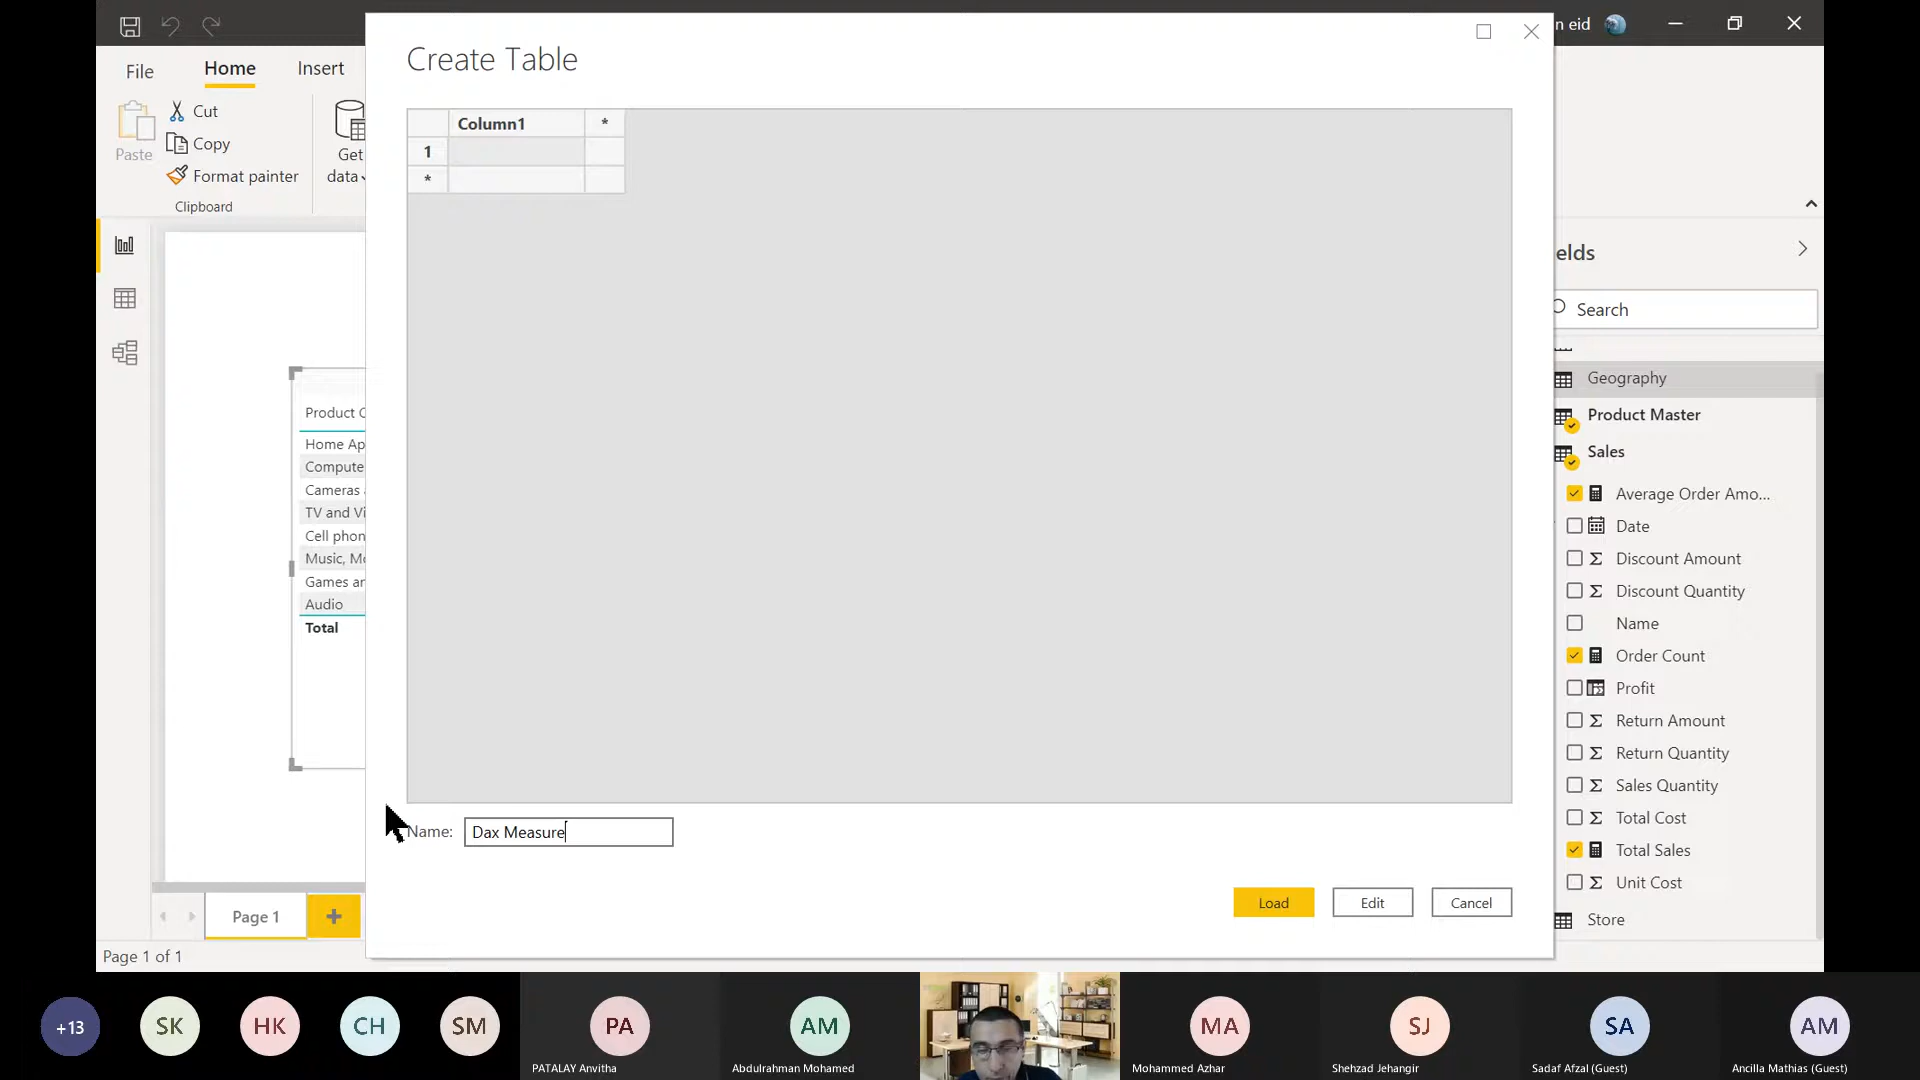 n eid
File
Home
Insert
Paste
Cut
Copy
Format painter
Clipboard
Get
data
Create Table
Column1
*
1
*
Name:
Dax Measure
Load
Edit
Cancel
Product C
Home Ap
Compute
Cameras
TV and Vi
Cell phon
Music, Mo
Games an
Audio
Total
elds
Search
Geography
Product Master
Sales
Average Order Amo...
Date
Discount Amount
Discount Quantity
Name
Order Count
Profit
Return Amount
Return Quantity
Sales Quantity
Total Cost
Total Sales
Unit Cost
Store
Page 1
Page 1 of 1
+13
SK
HK
CH
SM
PA
PATALAY Anvitha
AM
Abdulrahman Mohamed
MA
Mohammed Azhar
SJ
Shehzad Jehangir
SA
Sadaf Afzal (Guest)
AM
Ancilla Mathias (Guest)